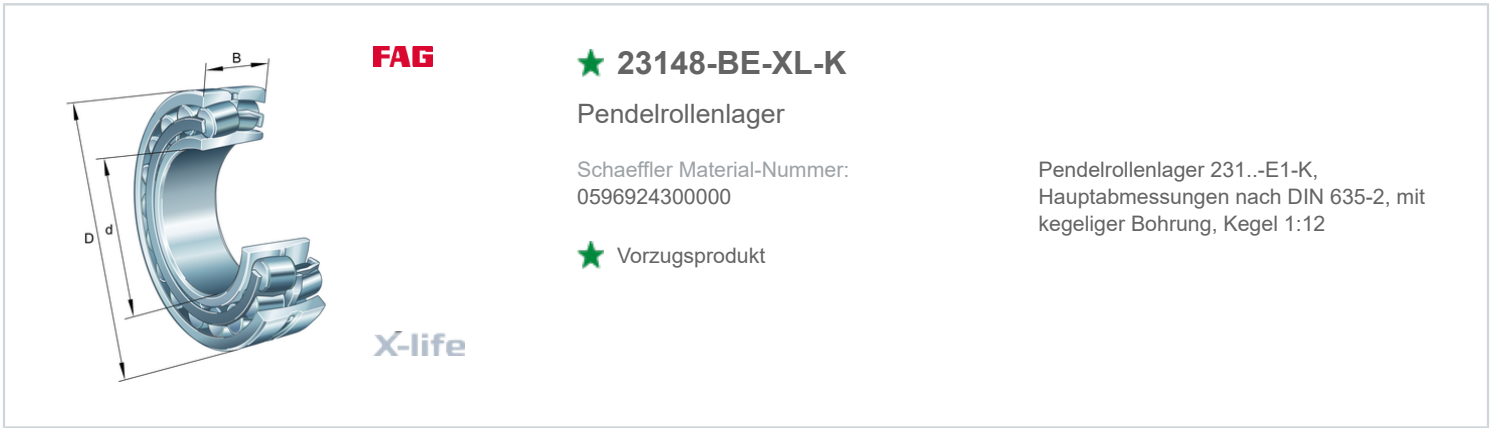 B
D
d
FAG
X-life
23148-BE-XL-K
Pendelrollenlager
Schaeffler Material-Nummer:
0596924300000
Vorzugsprodukt
Pendelrollenlager 231..-E1-K,
Hauptabmessungen nach DIN 635-2, mit
kegeliger Bohrung, Kegel 1:12